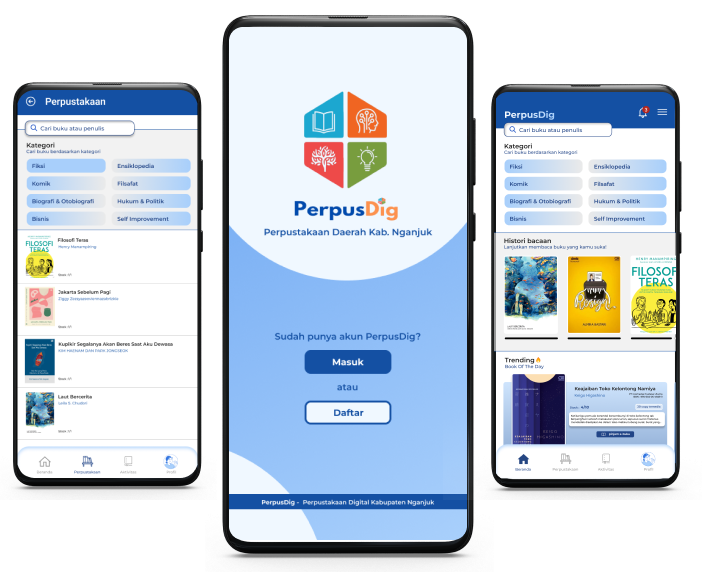 Perpustakaan
Cari buku atau penulis
Kategori
Cari buku berdasarkan kategori
Fiksi
Ensiklopedia
Komik
Filsafat
Biografi & Otobiografi
Hukum & Politik
Bisnis
Self Improvement
FILOSOFI
TERAS
Filosofi Teras
Henry Manampiring
Jakarta Sebelum Pagi
Kupikir Segalanya Akan Beres Saat Aku Dewasa
KIM HAENAM DAN PARK JONGSEOK
Laut Bercerita
Leila S. Chudori
Beranda
Perpustakaan
Aktivitas
Profil
PerpusDig
Perpustakaan Daerah Kab. Nganjuk
Sudah punya akun PerpusDig?
Masuk
atau
Daftar
PerpusDig - Perpustakaan Digital Kabupaten Nganjuk
PerpusDig
Cari buku atau penulis
Kategori
Cari buku berdasarkan kategori
Fiksi
Ensiklopedia
Komik
Filsafat
Biografi & Otobiografi
Hukum & Politik
Bisnis
Self Improvement
Histori bacaan
Lanjutkan membaca buku yang kamu suka!
HENRY MANAMPIRING
FILOSOF
TERAS
Trending
Book Of The Day
Keajaiban Toko Kelontong Namiya
Keigo Higashino
Beranda
Perpustakaan
Aktivitas
Profil